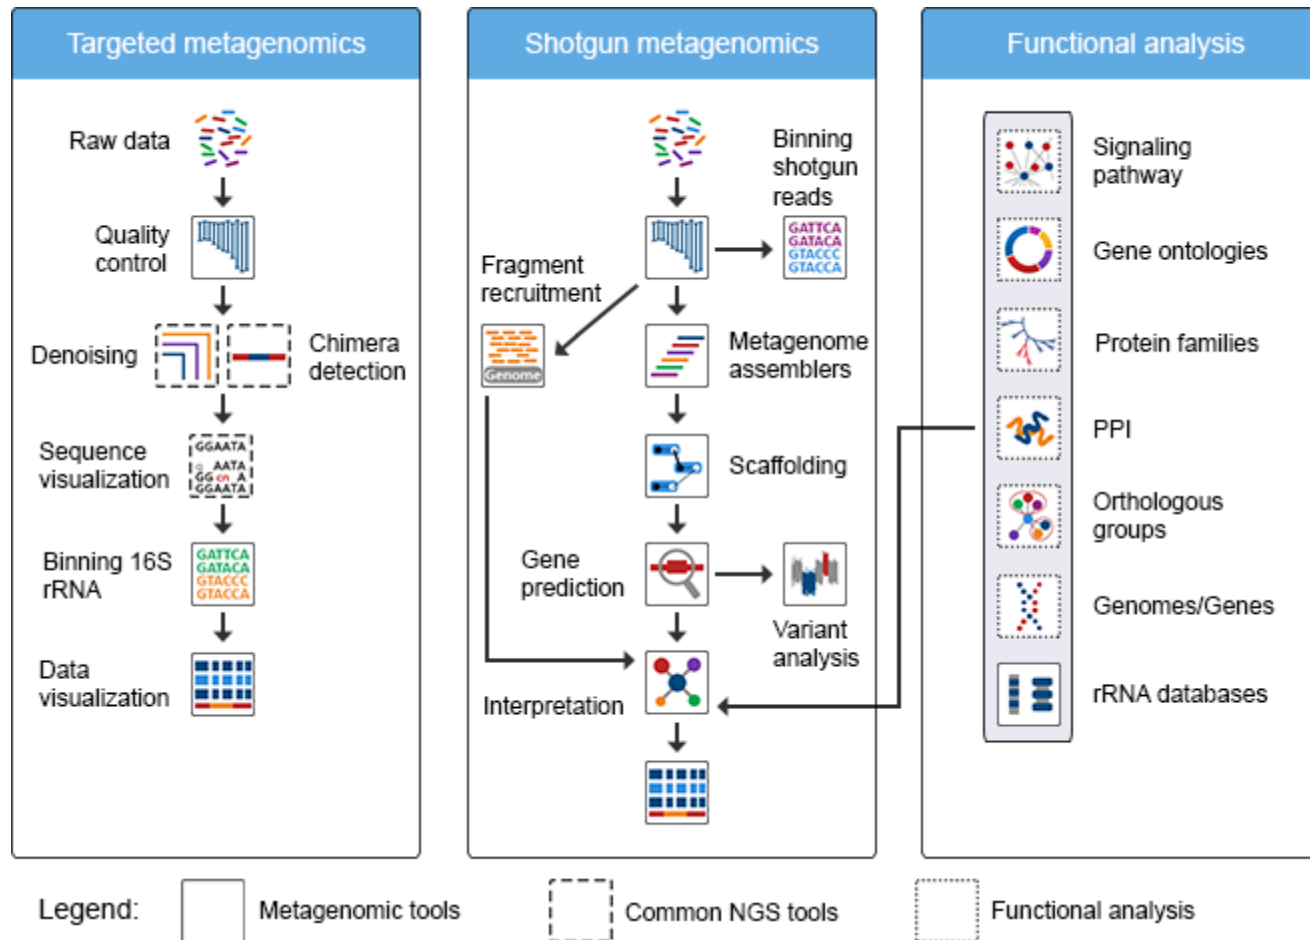 Targeted metagenomics
Raw data
Quality
control
Denoising
Chimera
detection
Sequence
visualization
GGAATA
g AATA
GG cn A
GGAATA
Binning 16S
rRNA
GATTCA
GATACA
GTACCC
GTACCA
Data
visualization
Shotgun metagenomics
Binning
shotgun
reads
GATTCA
GATACA
GTACCC
GTACCA
Fragment
recruitment
Genome
Metagenome
assemblers
Scaffolding
Gene
prediction
Variant
analysis
Interpretation
Functional analysis
Signaling
pathway
Gene ontologies
Protein families
PPI
Orthologous
groups
Genomes/Genes
rRNA databases
Legend:
Metagenomic tools
Common NGS tools
Functional analysis